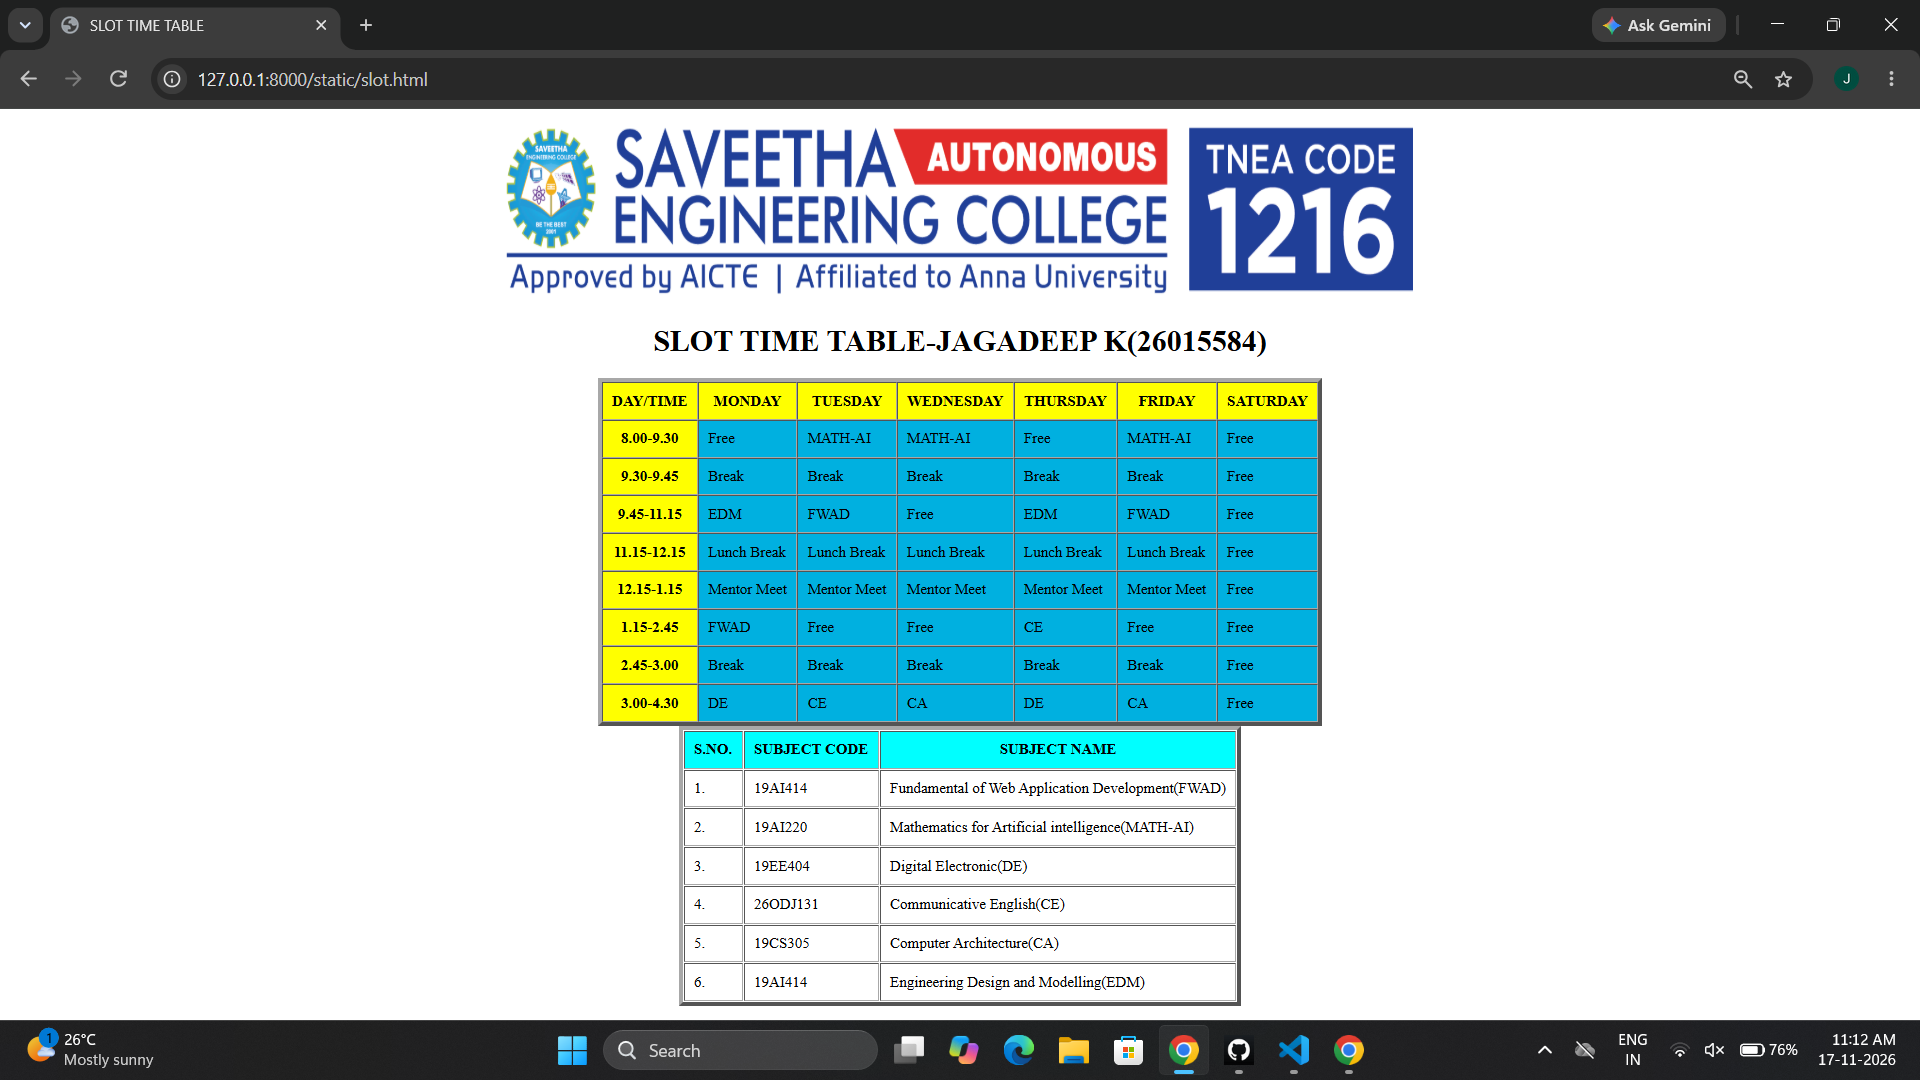 SLOT TIME TABLE
Ask Gemini
127.0.0.1:8000/static/slot.html
J
SAVEETHA AUTONOMOUS
ENGINEERING COLLEGE
Approved by AICTE | Affiliated to Anna University
SAVEETHA
ENGINEERING COLLEGE
BE THE BEST
2001
TNEA CODE
1216
SLOT TIME TABLE-JAGADEEP K(26015584)
DAY/TIME MONDAY TUESDAY WEDNESDAY THURSDAY FRIDAY SATURDAY
8.00-9.30 Free MATH-AI MATH-AI Free MATH-AI Free
9.30-9.45 Break Break Break Break Break Free
9.45-11.15 EDM FWAD Free EDM FWAD Free
11.15-12.15 Lunch Break Lunch Break Lunch Break Lunch Break Lunch Break Free
12.15-1.15 Mentor Meet Mentor Meet Mentor Meet Mentor Meet Mentor Meet Free
1.15-2.45 FWAD Free Free CE Free Free
2.45-3.00 Break Break Break Break Break Free
3.00-4.30 DE CE CA DE CA Free
S.NO. SUBJECT CODE SUBJECT NAME
1. 19AI414 Fundamental of Web Application Development(FWAD)
2. 19AI220 Mathematics for Artificial intelligence(MATH-AI)
3. 19EE404 Digital Electronic(DE)
4. 26ODJ131 Communicative English(CE)
5. 19CS305 Computer Architecture(CA)
6. 19AI414 Engineering Design and Modelling(EDM)
1
26°C
Mostly sunny
Search
ENG
IN
76%
11:12 AM
17-11-2026